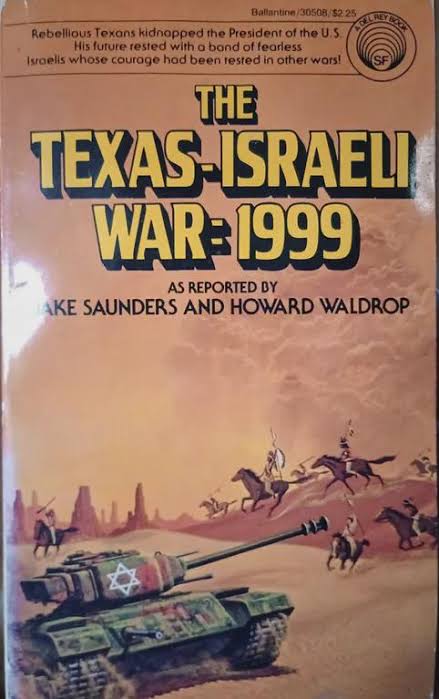 Ballantine/30508/$2.25
Rebellious Texans kidnapped the President of the U.S.
His future rested with a band of fearless
Israelis whose courage had been tested in other wars!
A DEL REY BOOK
SF
THE
TEXAS-ISRAELI
WAR: 1999
AS REPORTED BY
JAKE SAUNDERS AND HOWARD WALDROP